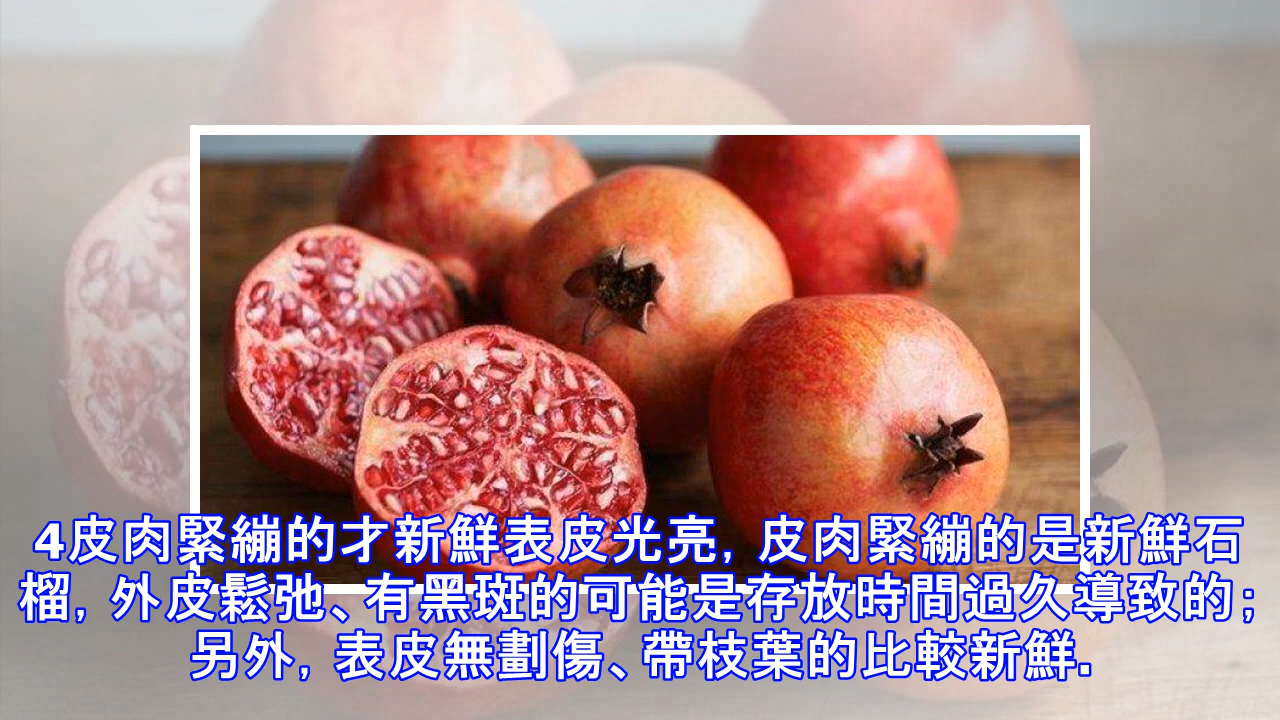 4皮肉緊繃的才新鮮表皮光亮, 皮肉緊繃的是新鮮石
榴, 外皮鬆弛、有黑斑的可能是存放時間過久導致的;
另外, 表皮無劃傷、帶枝葉的比較新鮮.